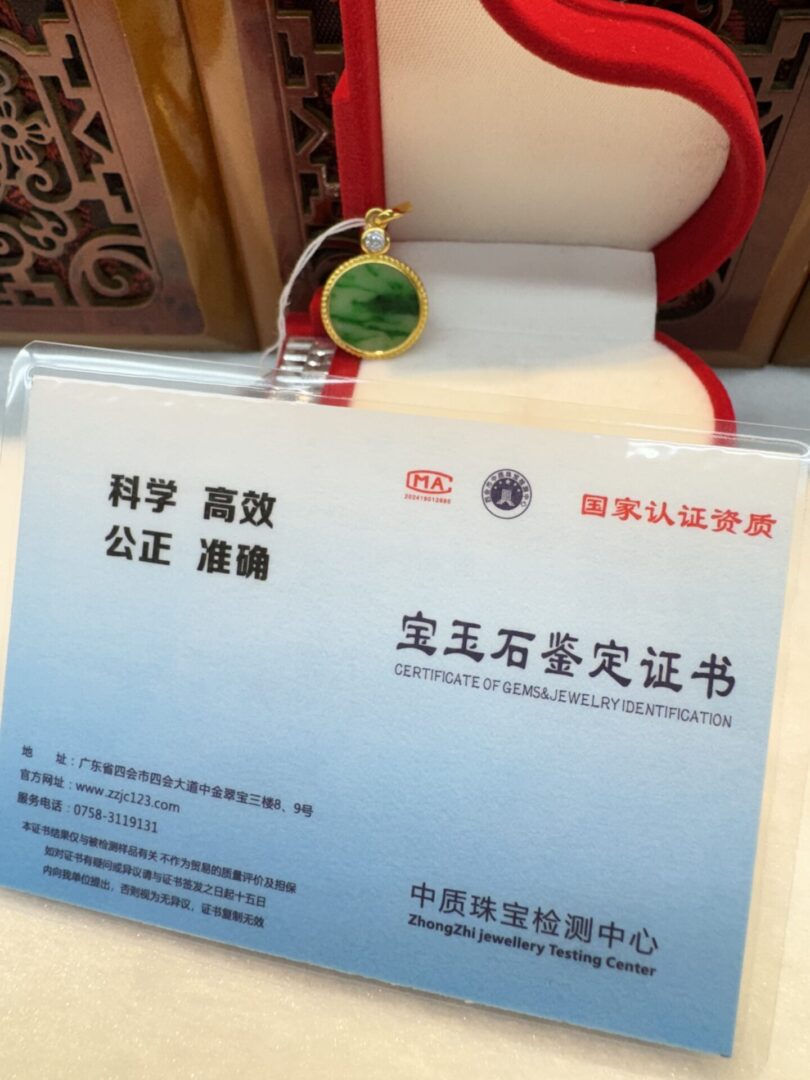 科学 高效
公正 准确
地 址：广东省四会市四会大道中金翠宝三楼8、9号
官方网址：www.zzjc123.com
服务电话：0758-3119131
本证书结果仅与被检测样品有关 不作为贸易的质量评价及担保
如对证书有疑问或异议请与证书签发之日起十五日
内向我单位提出，否则视为无异议，证书复制无效
MA
国家认证资质
宝玉石鉴定证书
CERTIFICATE OF GEMS&JEWELRY IDENTIFICATION
中质珠宝检测中心
ZhongZhi jewellery Testing Center